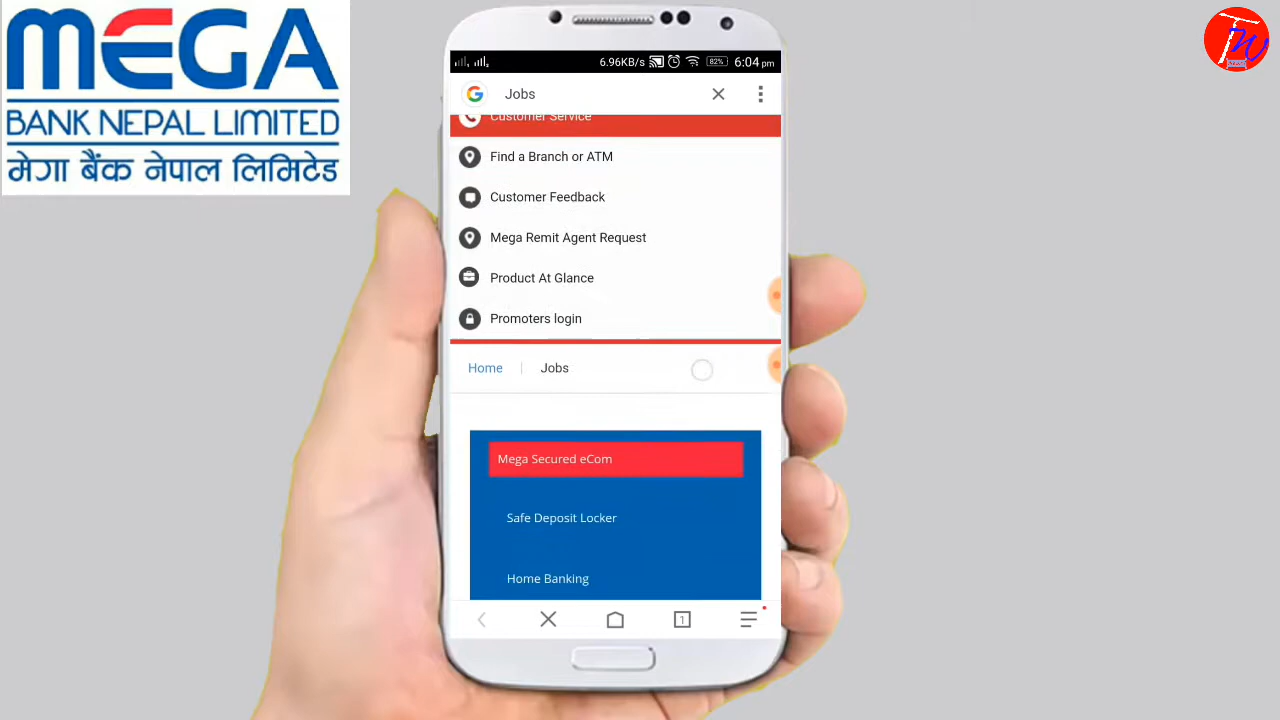 MEGA
BANK NEPAL LIMITED
मेगा बैंक नेपाल लिमिटेड
6.96KB/s 82% 6:04 pm
Jobs
Customer Service
Find a Branch or ATM
Customer Feedback
Mega Remit Agent Request
Product At Glance
Promoters login
Home | Jobs
Mega Secured eCom
Safe Deposit Locker
Home Banking
1